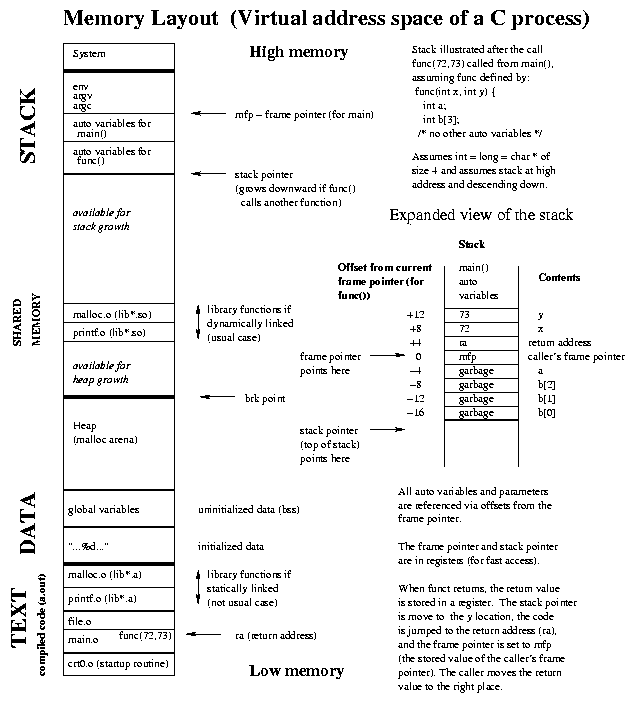 Memory Layout (Virtual address space of a C process)
System
High memory
STACK
env
argv
argc
mfp – frame pointer (for main)
auto variables for
main()
auto variables for
func()
stack pointer
(grows downward if func()
calls another function)
available for
stack growth
SHARED
MEMORY
malloc.o (lib*.so)
printf.o (lib*.so)
library functions if
dynamically linked
(usual case)
available for
heap growth
brk point
Heap
(malloc arena)
DATA
global variables
uninitialized data (bss)
"...%d..."
initialized data
TEXT
compiled code (a.out)
malloc.o (lib*.a)
printf.o (lib*.a)
library functions if
statically linked
(not usual case)
file.o
main.o func(72,73)
ra (return address)
crt0.o (startup routine)
Low memory
Stack illustrated after the call
func(72,73) called from main(),
assuming func defined by:
func(int x, int y) {
int a;
int b[3];
/* no other auto variables */
Assumes int = long = char * of
size 4 and assumes stack at high
address and descending down.
Expanded view of the stack
Stack
Offset from current
frame pointer (for
func())
main()
auto
variables
Contents
+12 73 y
+8 72 x
+4 ra return address
0 mfp caller's frame pointer
frame pointer
points here
−4 garbage a
−8 garbage b[2]
−12 garbage b[1]
−16 garbage b[0]
stack pointer
(top of stack)
points here
All auto variables and parameters
are referenced via offsets from the
frame pointer.
The frame pointer and stack pointer
are in registers (for fast access).
When funct returns, the return value
is stored in a register. The stack pointer
is move to the y location, the code
is jumped to the return address (ra),
and the frame pointer is set to mfp
(the stored value of the caller's frame
pointer). The caller moves the return
value to the right place.